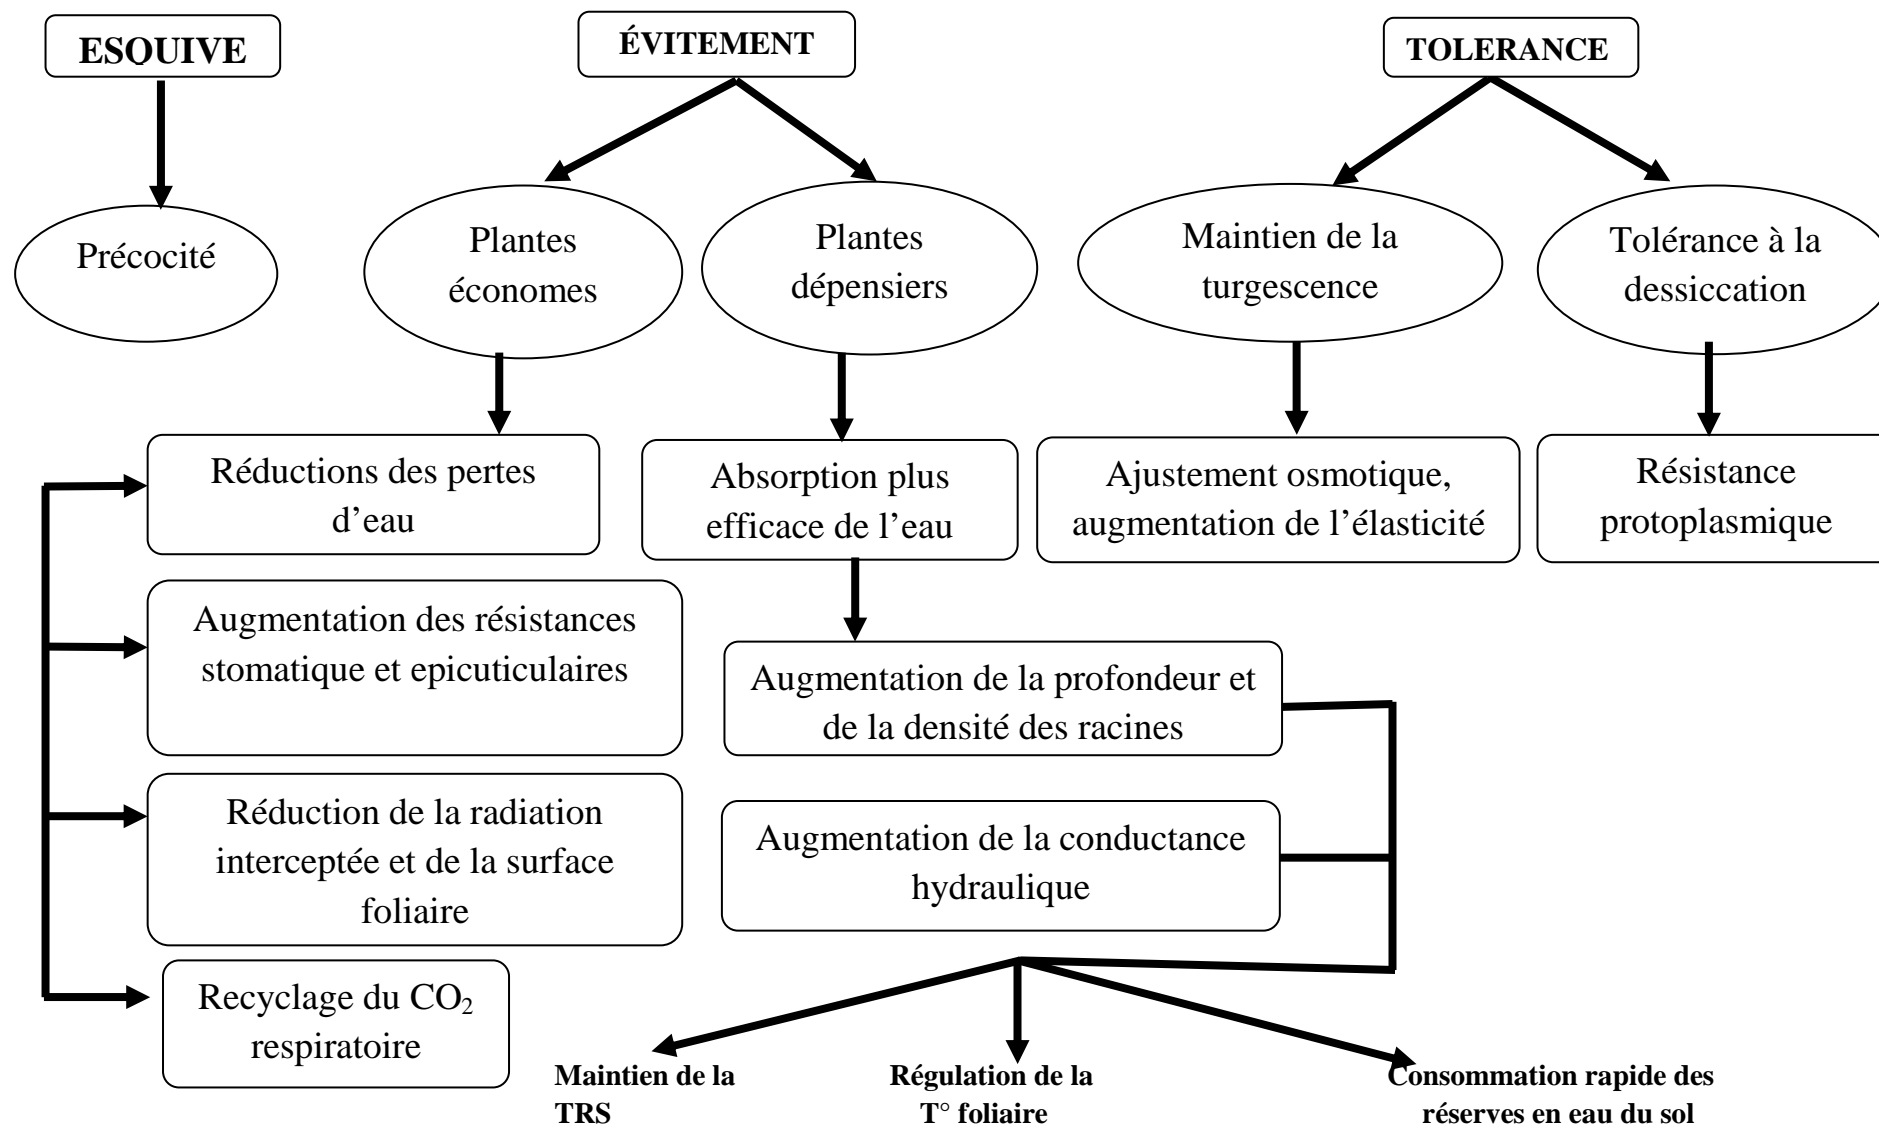 ESQUIVE
ÉVITEMENT
TOLERANCE
Précocité
Plantes
économes
Plantes
dépensiers
Maintien de la
turgescence
Tolérance à la
dessiccation
Réductions des pertes
d’eau
Absorption plus
efficace de l’eau
Ajustement osmotique,
augmentation de l’élasticité
Résistance
protoplasmique
Augmentation des résistances
stomatique et epicuticulaires
Augmentation de la profondeur et
de la densité des racines
Réduction de la radiation
interceptée et de la surface
foliaire
Augmentation de la conductance
hydraulique
Recyclage du CO₂
respiratoire
Maintien de la
TRS
Régulation de la
T° foliaire
Consommation rapide des
réserves en eau du sol